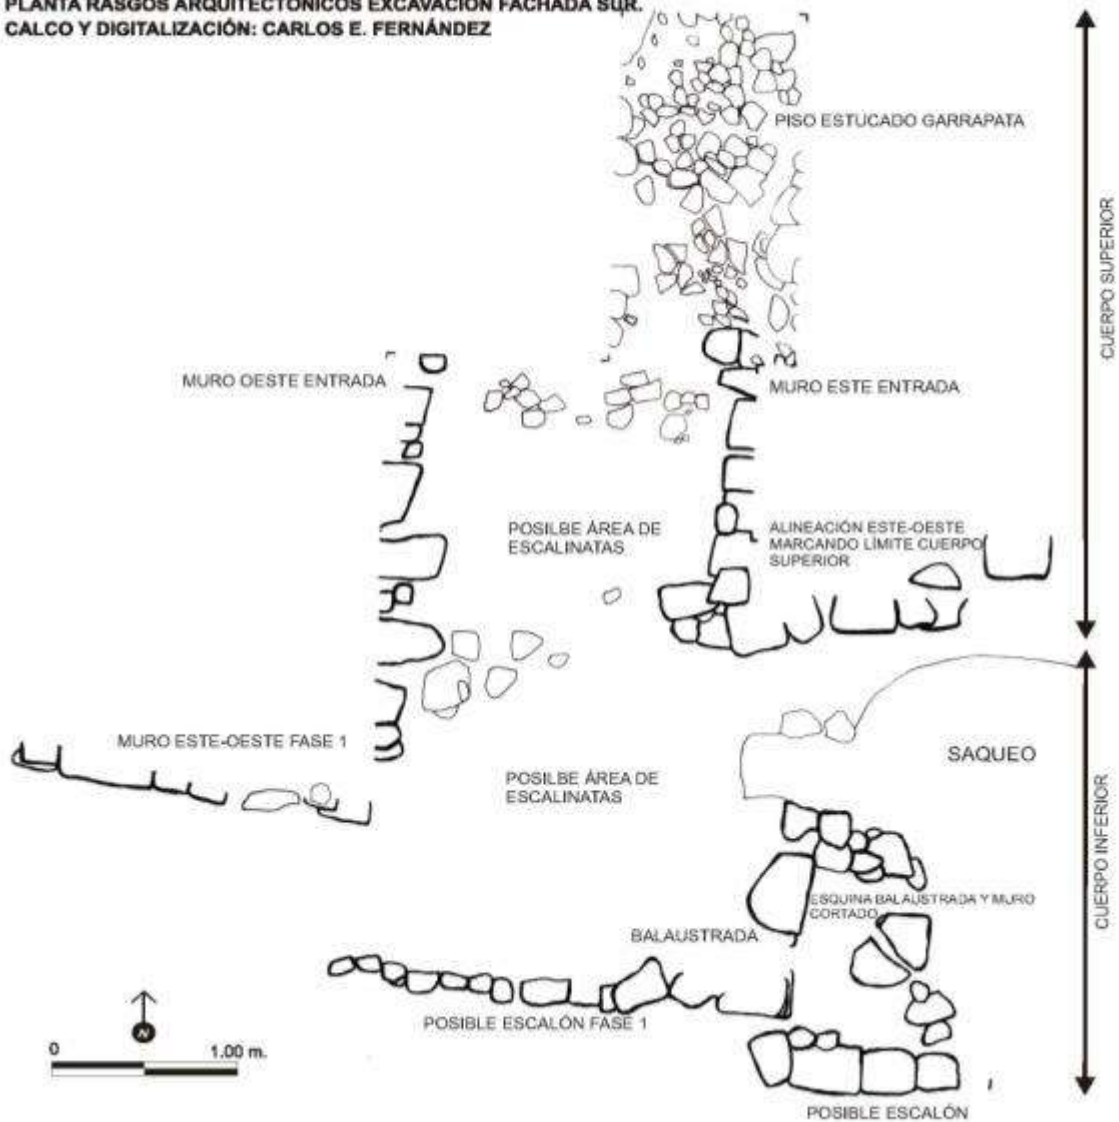 PLANTA RASGOS ARQUITECTÓNICOS EXCAVACIÓN FACHADA SUR.
CALCO Y DIGITALIZACIÓN: CARLOS E. FERNÁNDEZ
PISO ESTUCADO GARRAPATA
CUERPO SUPERIOR
MURO OESTE ENTRADA
MURO ESTE ENTRADA
POSILBE ÁREA DE
ESCALINATAS
ALINEACIÓN ESTE-OESTE
MARCANDO LÍMITE CUERPO
SUPERIOR
MURO ESTE-OESTE FASE 1
SAQUEO
POSILBE ÁREA DE
ESCALINATAS
CUERPO INFERIOR
ESQUINA BALAUSTRADA Y MURO
CORTADO
BALAUSTRADA
POSIBLE ESCALÓN FASE 1
N
0 1.00 m.
POSIBLE ESCALÓN